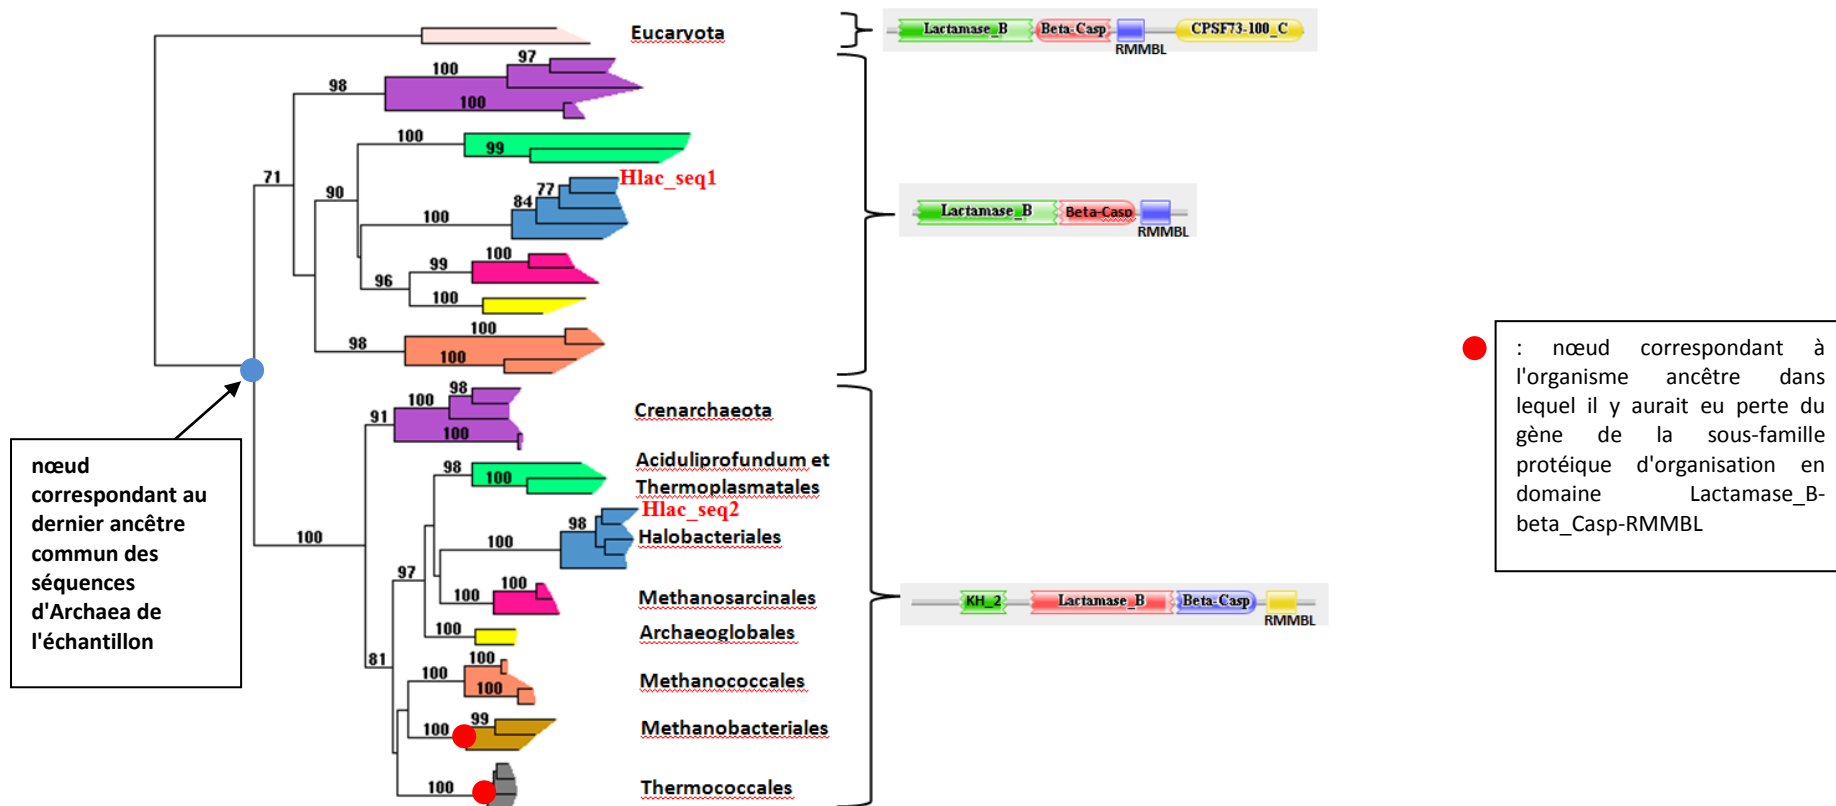 Eucaryota
Lactamase_B
Beta-Casp
RMMBL
CPSF73-100_C
97
100
98
100
100
99
71
90
Hlac_seq1
77
84
100
Lactamase_B
Beta-Casp
RMMBL
100
99
96
100
100
98
100
98
100
91
100
Crenarchaeota
Aciduliprofundum et
Thermoplasmatales
98
100
Hlac_seq2
98
Halobacteriales
100
100
97
100
100
Methanosarcinales
KH_2
Lactamase_B
Beta-Casp
RMMBL
100
Archaeoglobales
81
100
100
100
Methanococcales
99
100
Methanobacteriales
100
Thermococcales
nœud
correspondant au
dernier ancêtre
commun des
séquences
d'Archaea de
l'échantillon
: nœud correspondant à
l'organisme ancêtre dans
lequel il y aurait eu perte du
gène de la sous-famille
protéique d'organisation en
domaine Lactamase_B-
beta_Casp-RMMBL